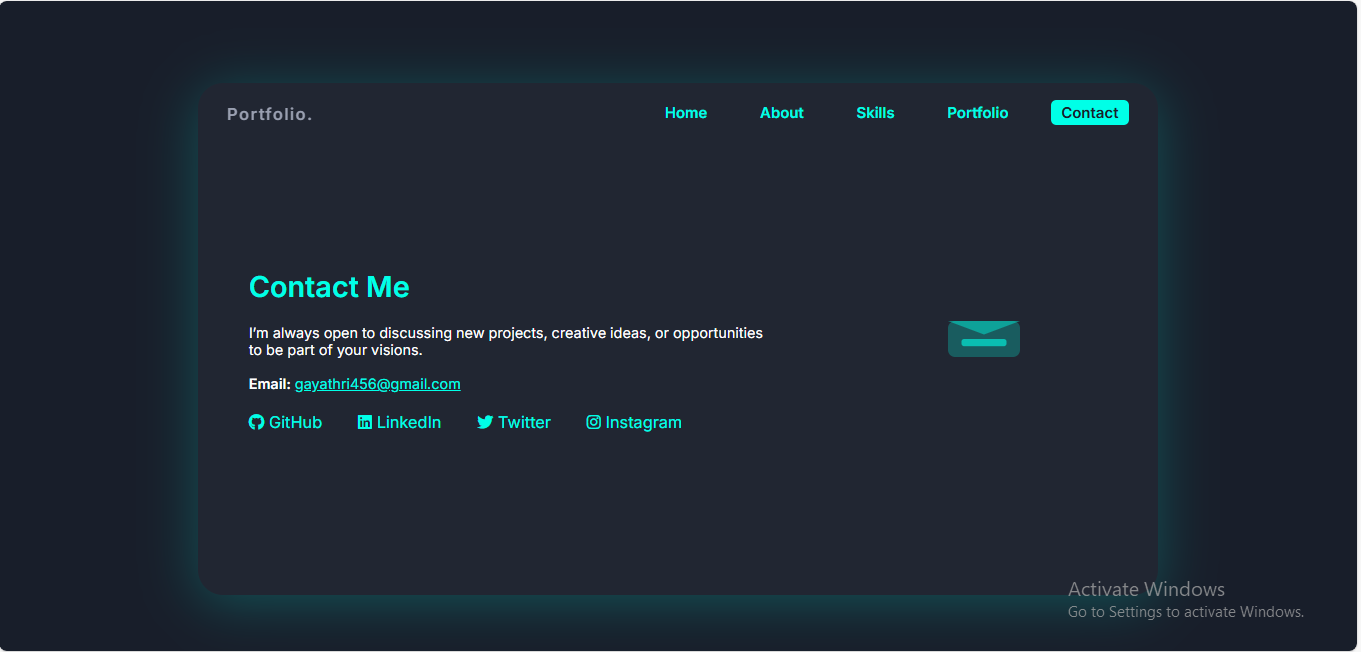 Portfolio.
Home About Skills Portfolio Contact
Contact Me
I’m always open to discussing new projects, creative ideas, or opportunities
to be part of your visions.
Email: gayathri456@gmail.com
GitHub LinkedIn Twitter Instagram
Activate Windows
Go to Settings to activate Windows.